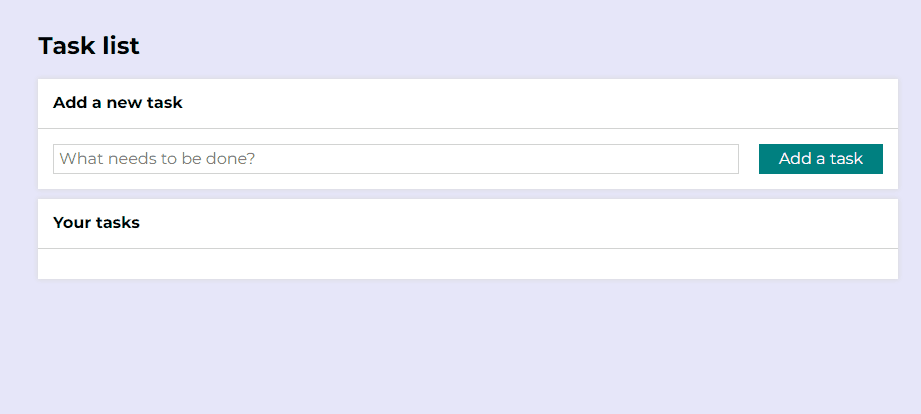 Task list
Add a new task
What needs to be done?
Add a task
Your tasks